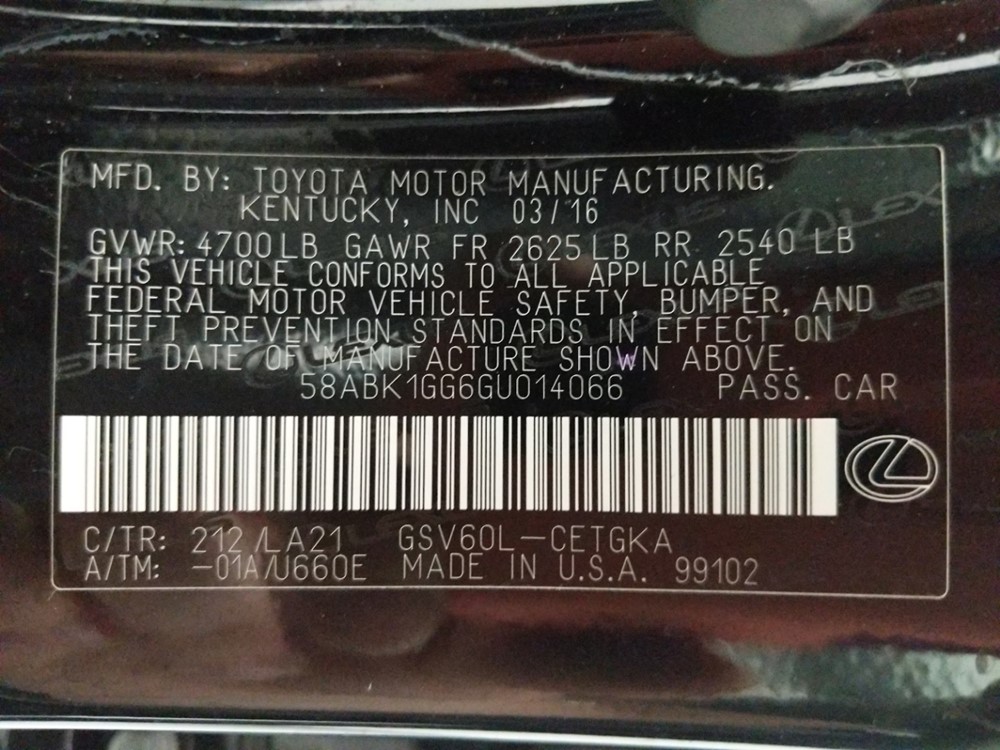 MFD. BY: TOYOTA MOTOR MANUFACTURING.
KENTUCKY, INC 03/16
GVWR: 4700LB GAWR FR 2625LB RR 2540 LB
THIS VEHICLE CONFORMS TO ALL APPLICABLE
FEDERAL MOTOR VEHICLE SAFETY, BUMPER, AND
THEFT PREVENTION STANDARDS IN EFFECT ON
THE DATE OF MANUFACTURE SHOWN ABOVE.
58ABK1GG6GU014066 PASS. CAR
C/TR: 212/LA21 GSV60L-CETGKA
A/TM: -01A/U660E MADE IN U.S.A. 99102